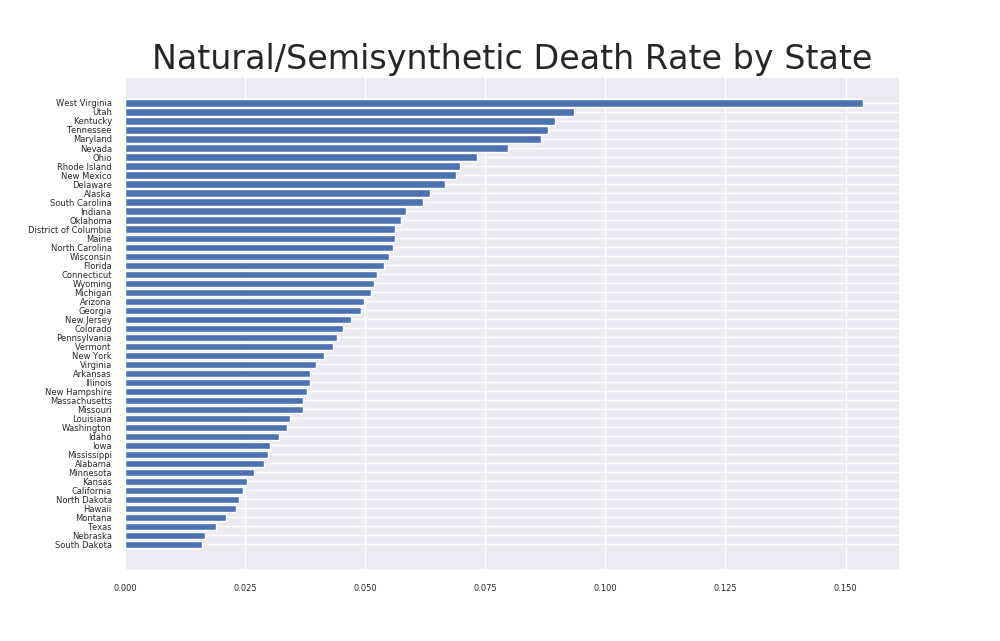 Natural/Semisynthetic Death Rate by State
West Virginia
Utah
Kentucky
Tennessee
Maryland
Nevada
Ohio
Rhode Island
New Mexico
Delaware
Alaska
South Carolina
Indiana
Oklahoma
District of Columbia
Maine
North Carolina
Wisconsin
Florida
Connecticut
Wyoming
Michigan
Arizona
Georgia
New Jersey
Colorado
Pennsylvania
Vermont
New York
Virginia
Arkansas
Illinois
New Hampshire
Massachusetts
Missouri
Louisiana
Washington
Idaho
Iowa
Mississippi
Alabama
Minnesota
Kansas
California
North Dakota
Hawaii
Montana
Texas
Nebraska
South Dakota
0.000 0.025 0.050 0.075 0.100 0.125 0.150